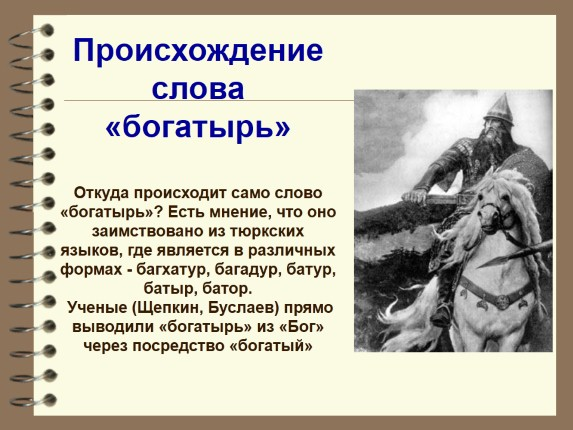 Происхождение
слова
«богатырь»
Откуда происходит само слово
«богатырь»? Есть мнение, что оно
заимствовано из тюркских
языков, где является в различных
формах - багхатур, багадур, батур,
батыр, батор.
Ученые (Щепкин, Буслаев) прямо
выводили «богатырь» из «Бог»
через посредство «богатый»